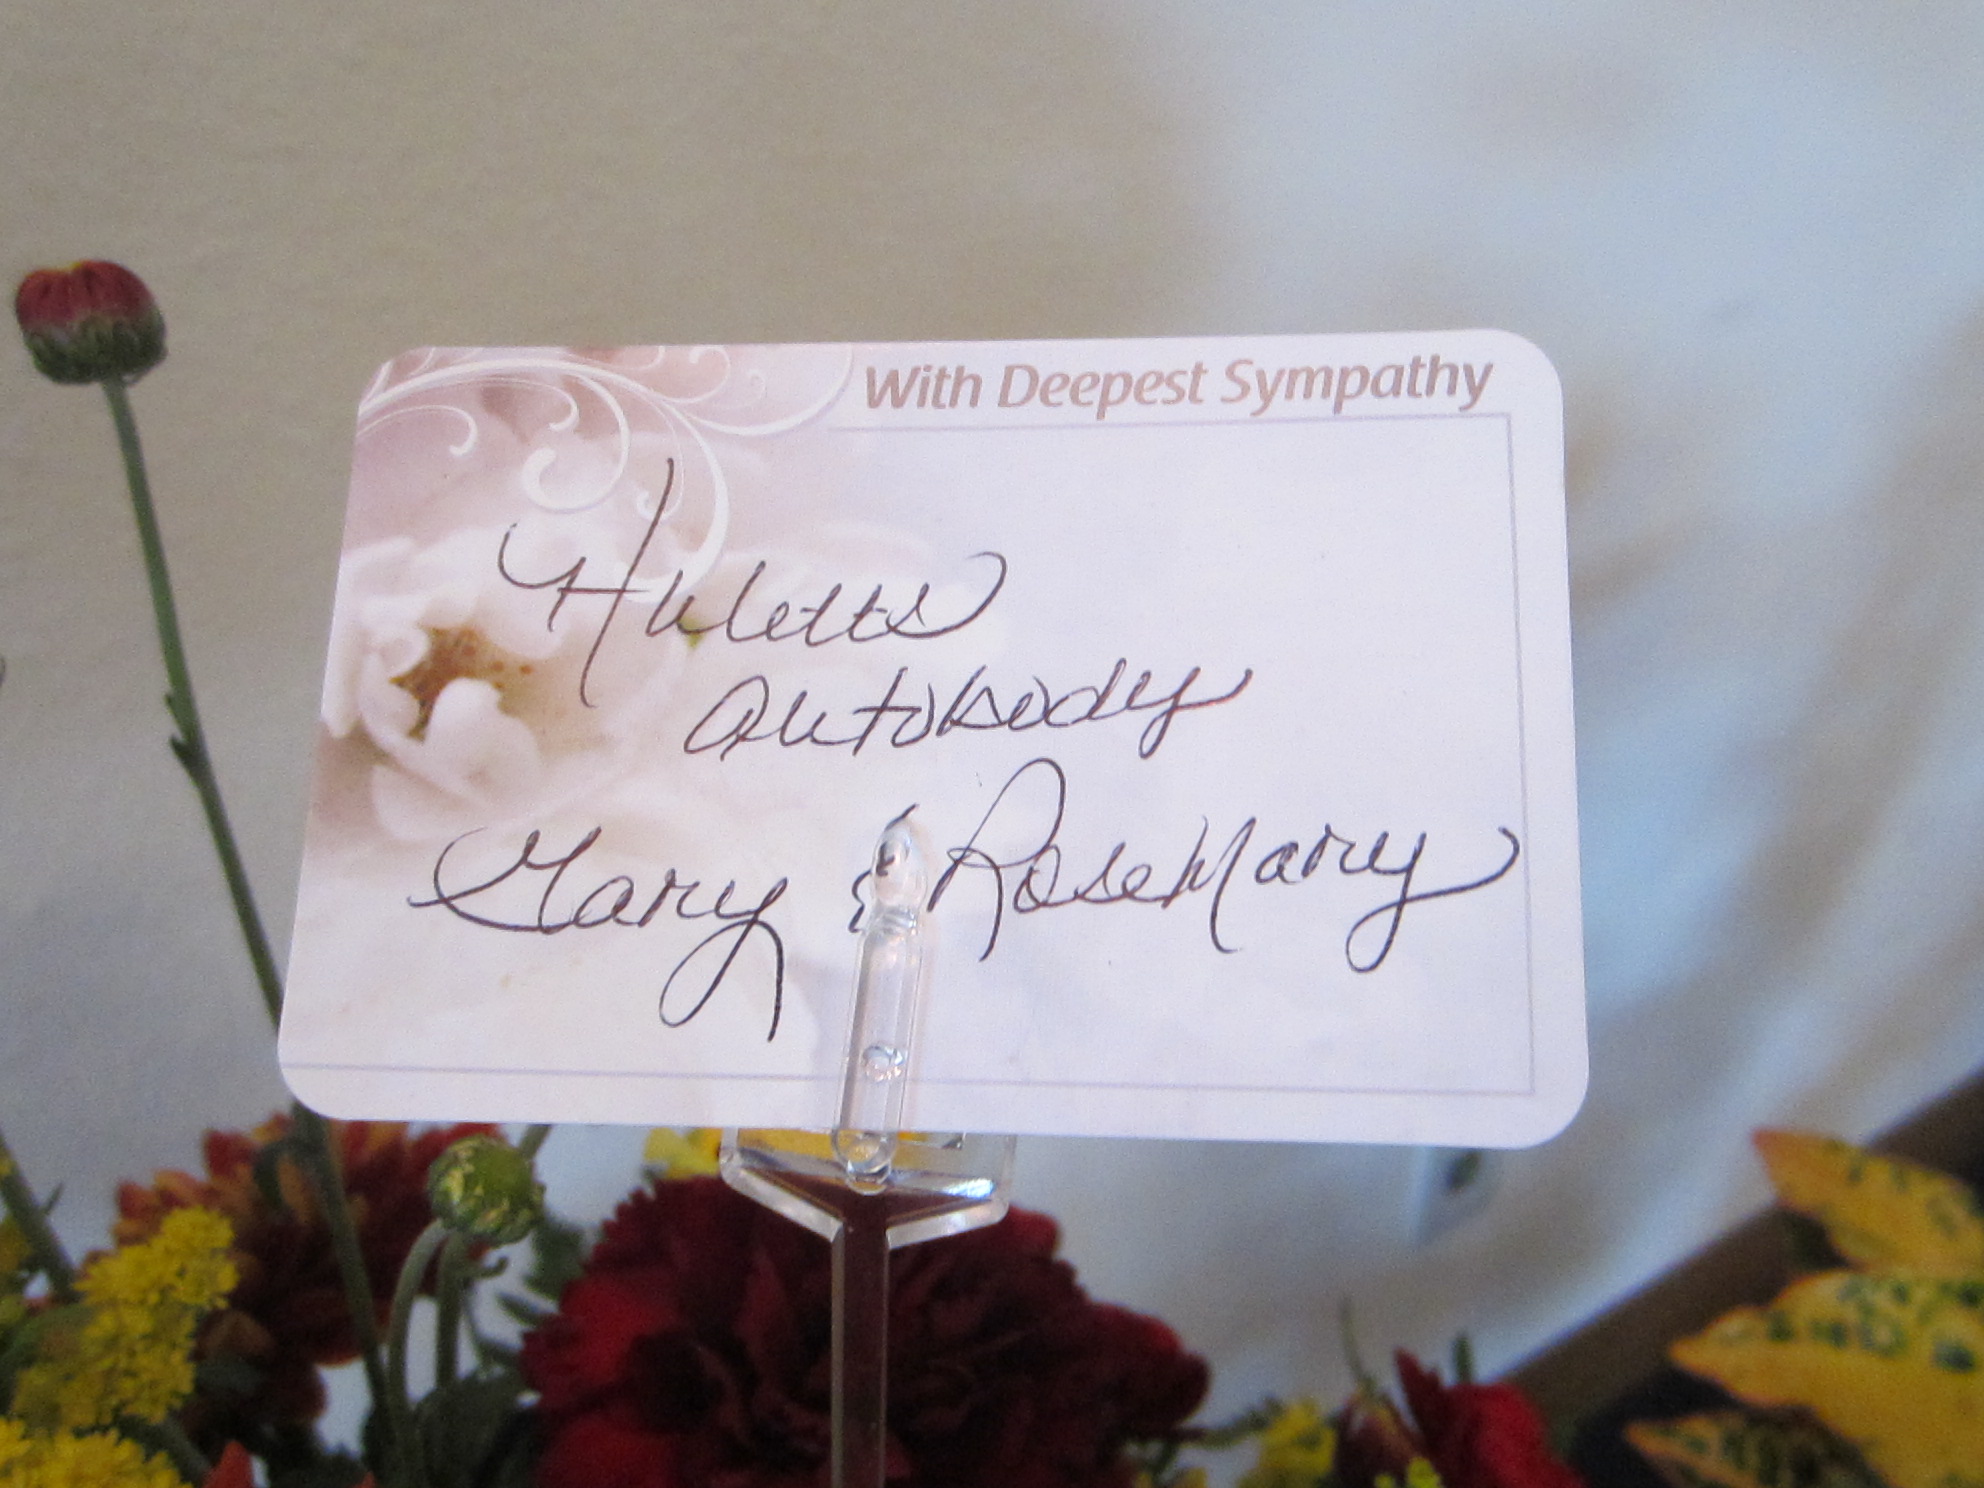 With Deepest Sympathy
Huletts
autobody
Gary & RoseMary